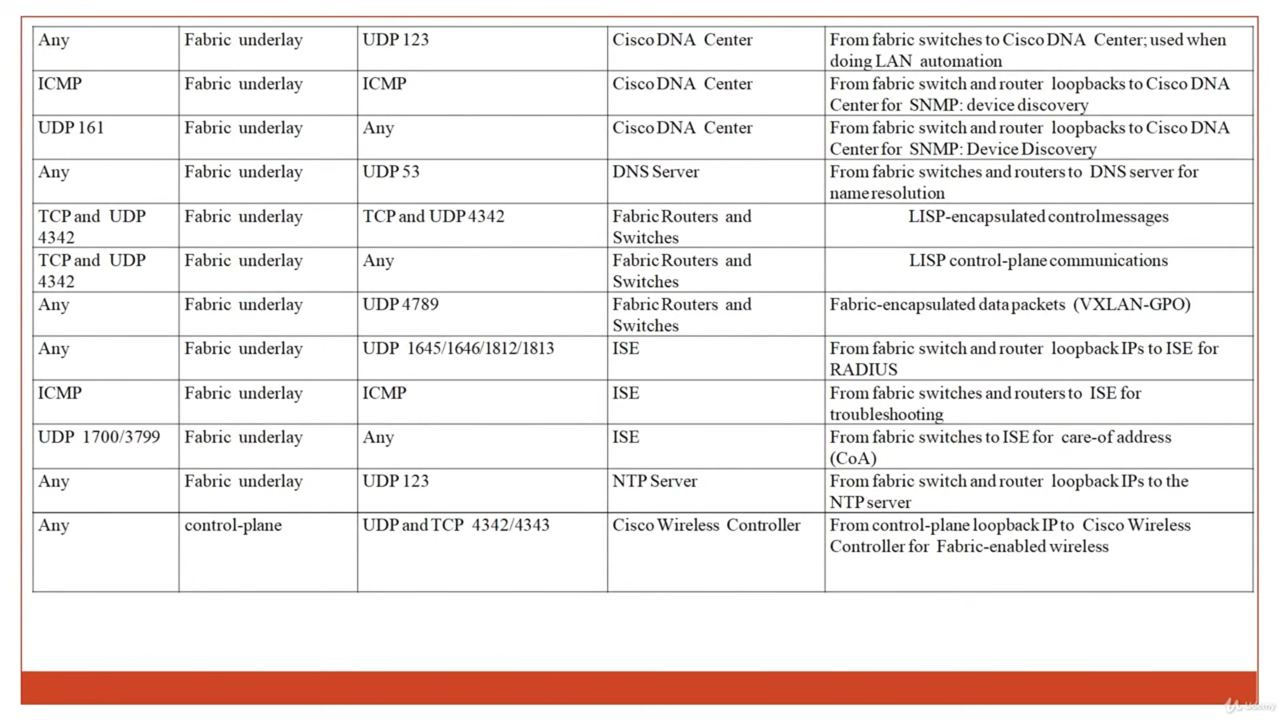 Any Fabric underlay UDP 123 Cisco DNA Center From fabric switches to Cisco DNA Center; used when
doing LAN automation
ICMP Fabric underlay ICMP Cisco DNA Center From fabric switch and router loopbacks to Cisco DNA
Center for SNMP: device discovery
UDP 161 Fabric underlay Any Cisco DNA Center From fabric switch and router loopbacks to Cisco DNA
Center for SNMP: Device Discovery
Any Fabric underlay UDP 53 DNS Server From fabric switches and routers to DNS server for
name resolution
TCP and UDP Fabric underlay TCP and UDP 4342 Fabric Routers and LISP-encapsulated control messages
4342 Switches
TCP and UDP Fabric underlay Any Fabric Routers and LISP control-plane communications
4342 Switches
Any Fabric underlay UDP 4789 Fabric Routers and Fabric-encapsulated data packets (VXLAN-GPO)
Switches
Any Fabric underlay UDP 1645/1646/1812/1813 ISE From fabric switch and router loopback IPs to ISE for
RADIUS
ICMP Fabric underlay ICMP ISE From fabric switches and routers to ISE for
troubleshooting
UDP 1700/3799 Fabric underlay Any ISE From fabric switches to ISE for care-of address
(CoA)
Any Fabric underlay UDP 123 NTP Server From fabric switch and router loopback IPs to the
NTP server
Any control-plane UDP and TCP 4342/4343 Cisco Wireless Controller From control-plane loopback IP to Cisco Wireless
Controller for Fabric-enabled wireless
Udemy